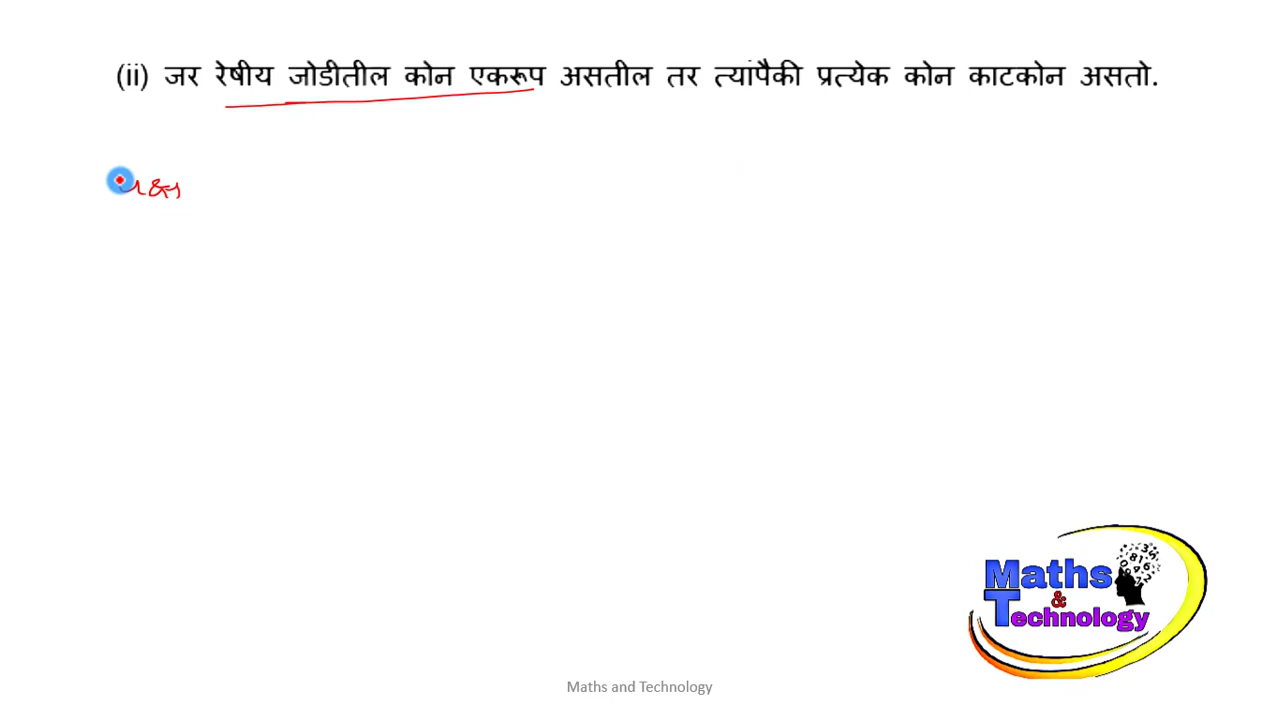 (ii) जर रेषीय जोडीतील कोन एकरूप असतील तर त्यांपैकी प्रत्येक कोन काटकोन असतो.
Maths
&
Technology
Maths and Technology